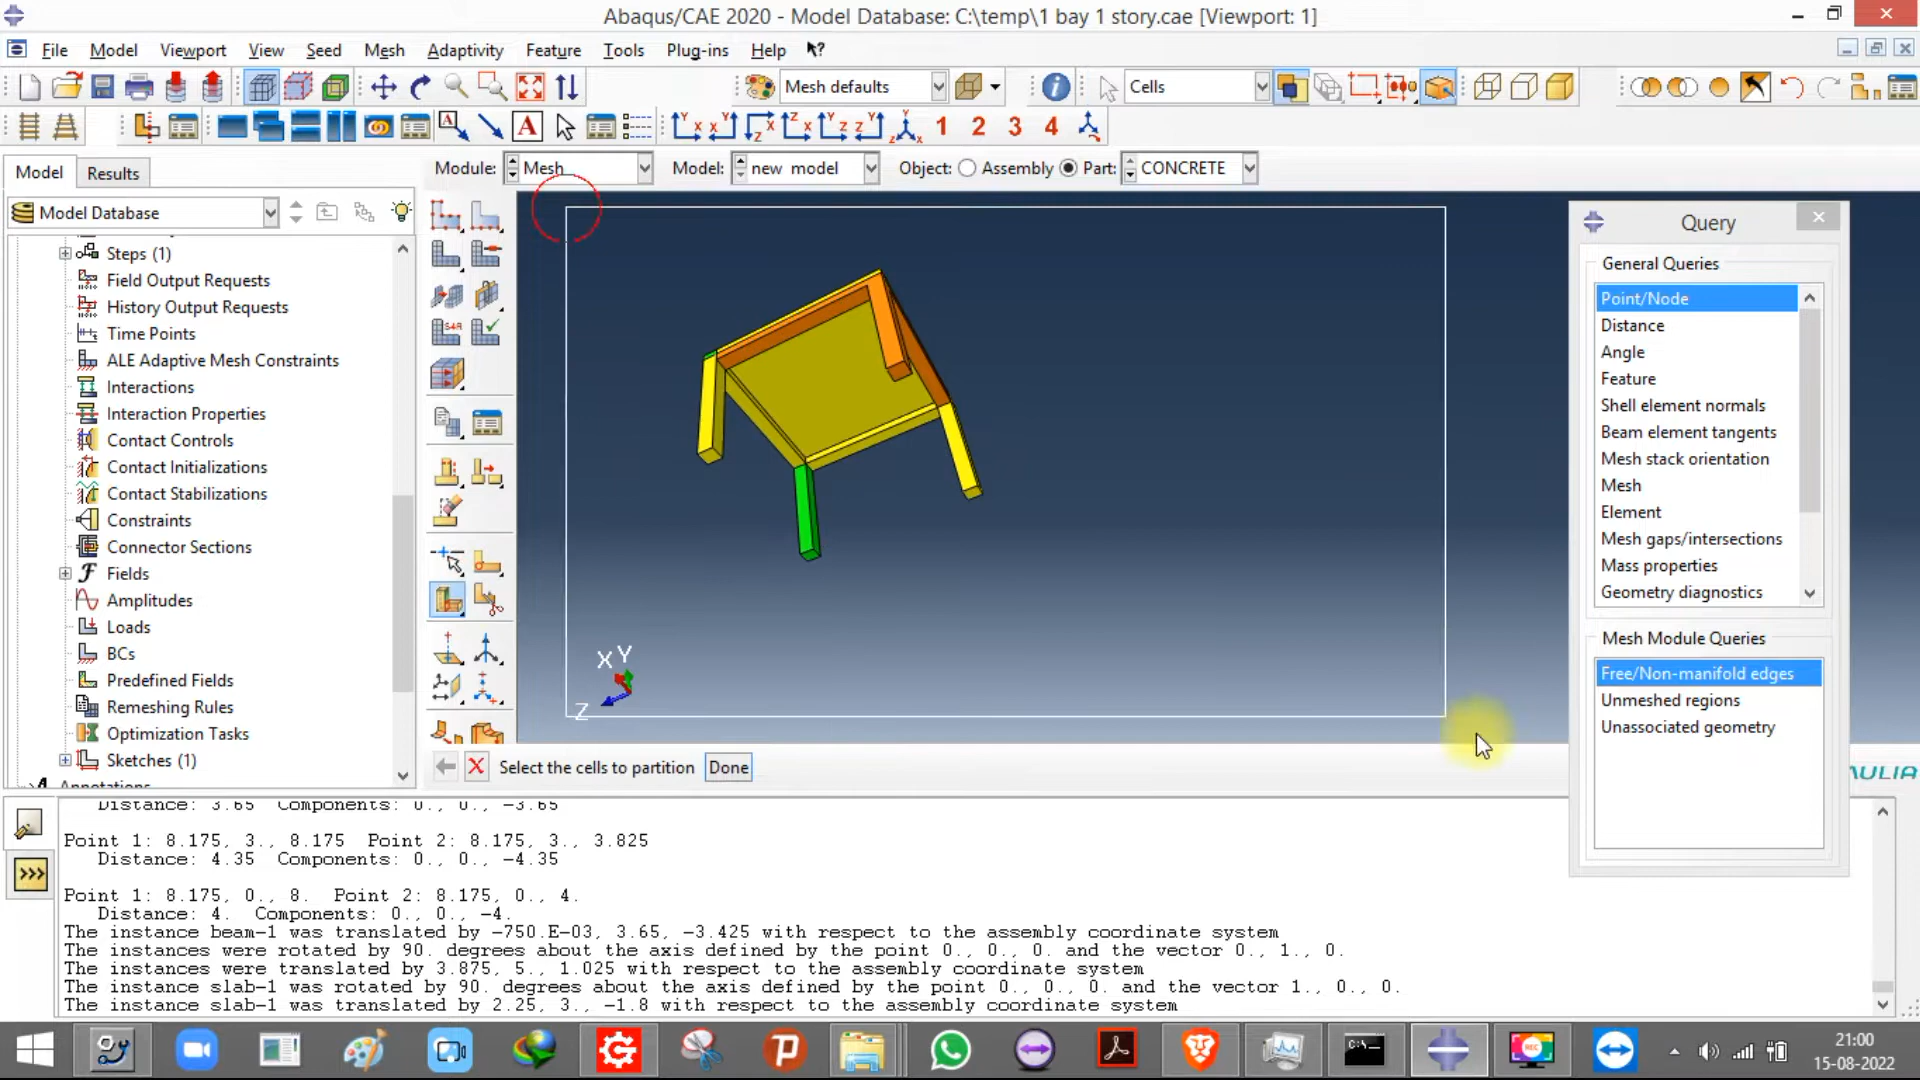 Abaqus/CAE 2020 - Model Database: C:\temp\1 bay 1 story.cae [Viewport: 1]
File Model Viewport View Seed Mesh Adaptivity Feature Tools Plug-ins Help
Mesh defaults
Cells
1 2 3 4
Model Results
Module: Mesh Model: new model Object: Assembly Part: CONCRETE
Model Database
Steps (1)
Field Output Requests
History Output Requests
Time Points
ALE Adaptive Mesh Constraints
Interactions
Interaction Properties
Contact Controls
Contact Initializations
Contact Stabilizations
Constraints
Connector Sections
Fields
Amplitudes
Loads
BCs
Predefined Fields
Remeshing Rules
Optimization Tasks
Sketches (1)
Annotations
X Y
Z
Query
General Queries
Point/Node
Distance
Angle
Feature
Shell element normals
Beam element tangents
Mesh stack orientation
Mesh
Element
Mesh gaps/intersections
Mass properties
Geometry diagnostics
Mesh Module Queries
Free/Non-manifold edges
Unmeshed regions
Unassociated geometry
Select the cells to partition Done
Distance: 3.65 Components: 0., 0., -3.65
Point 1: 8.175, 3., 8.175 Point 2: 8.175, 3., 3.825
Distance: 4.35 Components: 0., 0., -4.35
Point 1: 8.175, 0., 8. Point 2: 8.175, 0., 4.
Distance: 4. Components: 0., 0., -4.
The instance beam-1 was translated by -750.E-03, 3.65, -3.425 with respect to the assembly coordinate system
The instances were rotated by 90. degrees about the axis defined by the point 0., 0., 0. and the vector 0., 1., 0.
The instances were translated by 3.875, 5., 1.025 with respect to the assembly coordinate system
The instance slab-1 was rotated by 90. degrees about the axis defined by the point 0., 0., 0. and the vector 1., 0., 0.
The instance slab-1 was translated by 2.25, 3., -1.8 with respect to the assembly coordinate system
21:00
15-08-2022